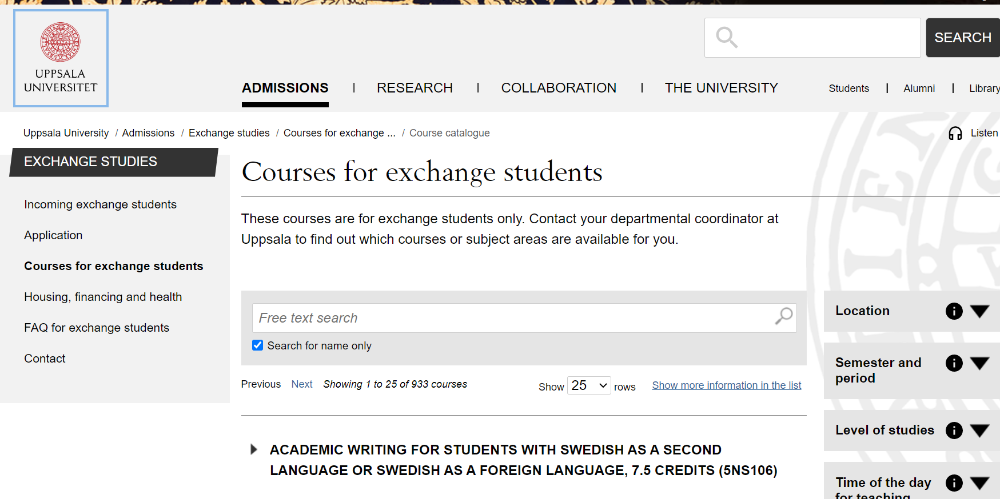 UPPSALA
UNIVERSITET
SEARCH
ADMISSIONS | RESEARCH | COLLABORATION | THE UNIVERSITY
Students | Alumni | Library
Uppsala University / Admissions / Exchange studies / Courses for exchange ... / Course catalogue
Listen
EXCHANGE STUDIES
Incoming exchange students
Application
Courses for exchange students
Housing, financing and health
FAQ for exchange students
Contact
Courses for exchange students
These courses are for exchange students only. Contact your departmental coordinator at
Uppsala to find out which courses or subject areas are available for you.
Free text search
Search for name only
Previous Next Showing 1 to 25 of 933 courses
Show 25 rows
Show more information in the list
ACADEMIC WRITING FOR STUDENTS WITH SWEDISH AS A SECOND
LANGUAGE OR SWEDISH AS A FOREIGN LANGUAGE, 7.5 CREDITS (5NS106)
Location
Semester and
period
Level of studies
Time of the day
for teaching